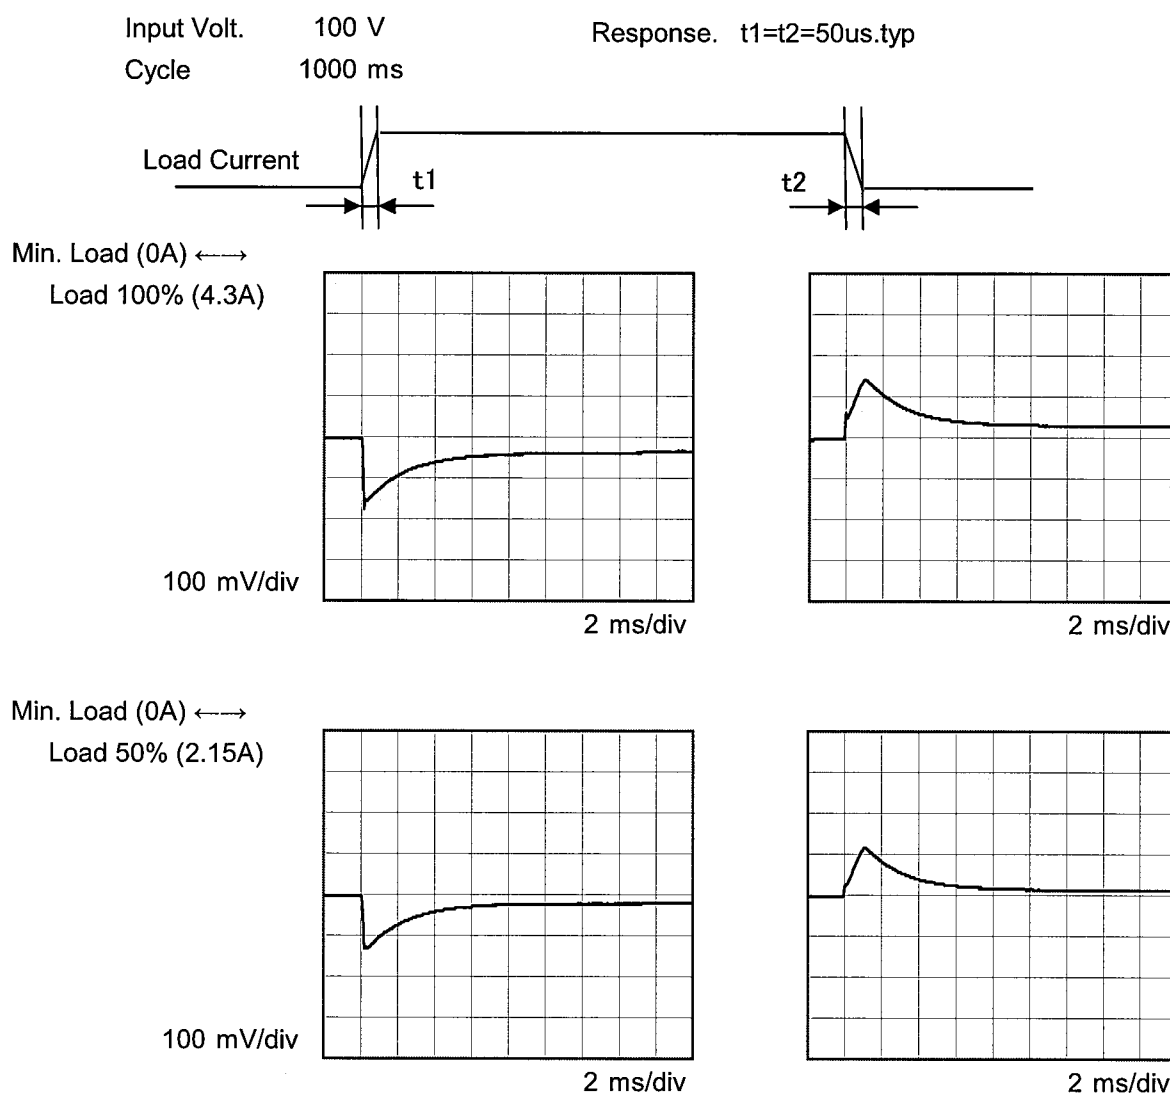 Input Volt. 100 V
Response. t1=t2=50us.typ
Cycle 1000 ms
Load Current
t1
t2
Min. Load (0A) ←→
Load 100% (4.3A)
100 mV/div
2 ms/div
2 ms/div
Min. Load (0A) ←→
Load 50% (2.15A)
100 mV/div
2 ms/div
2 ms/div